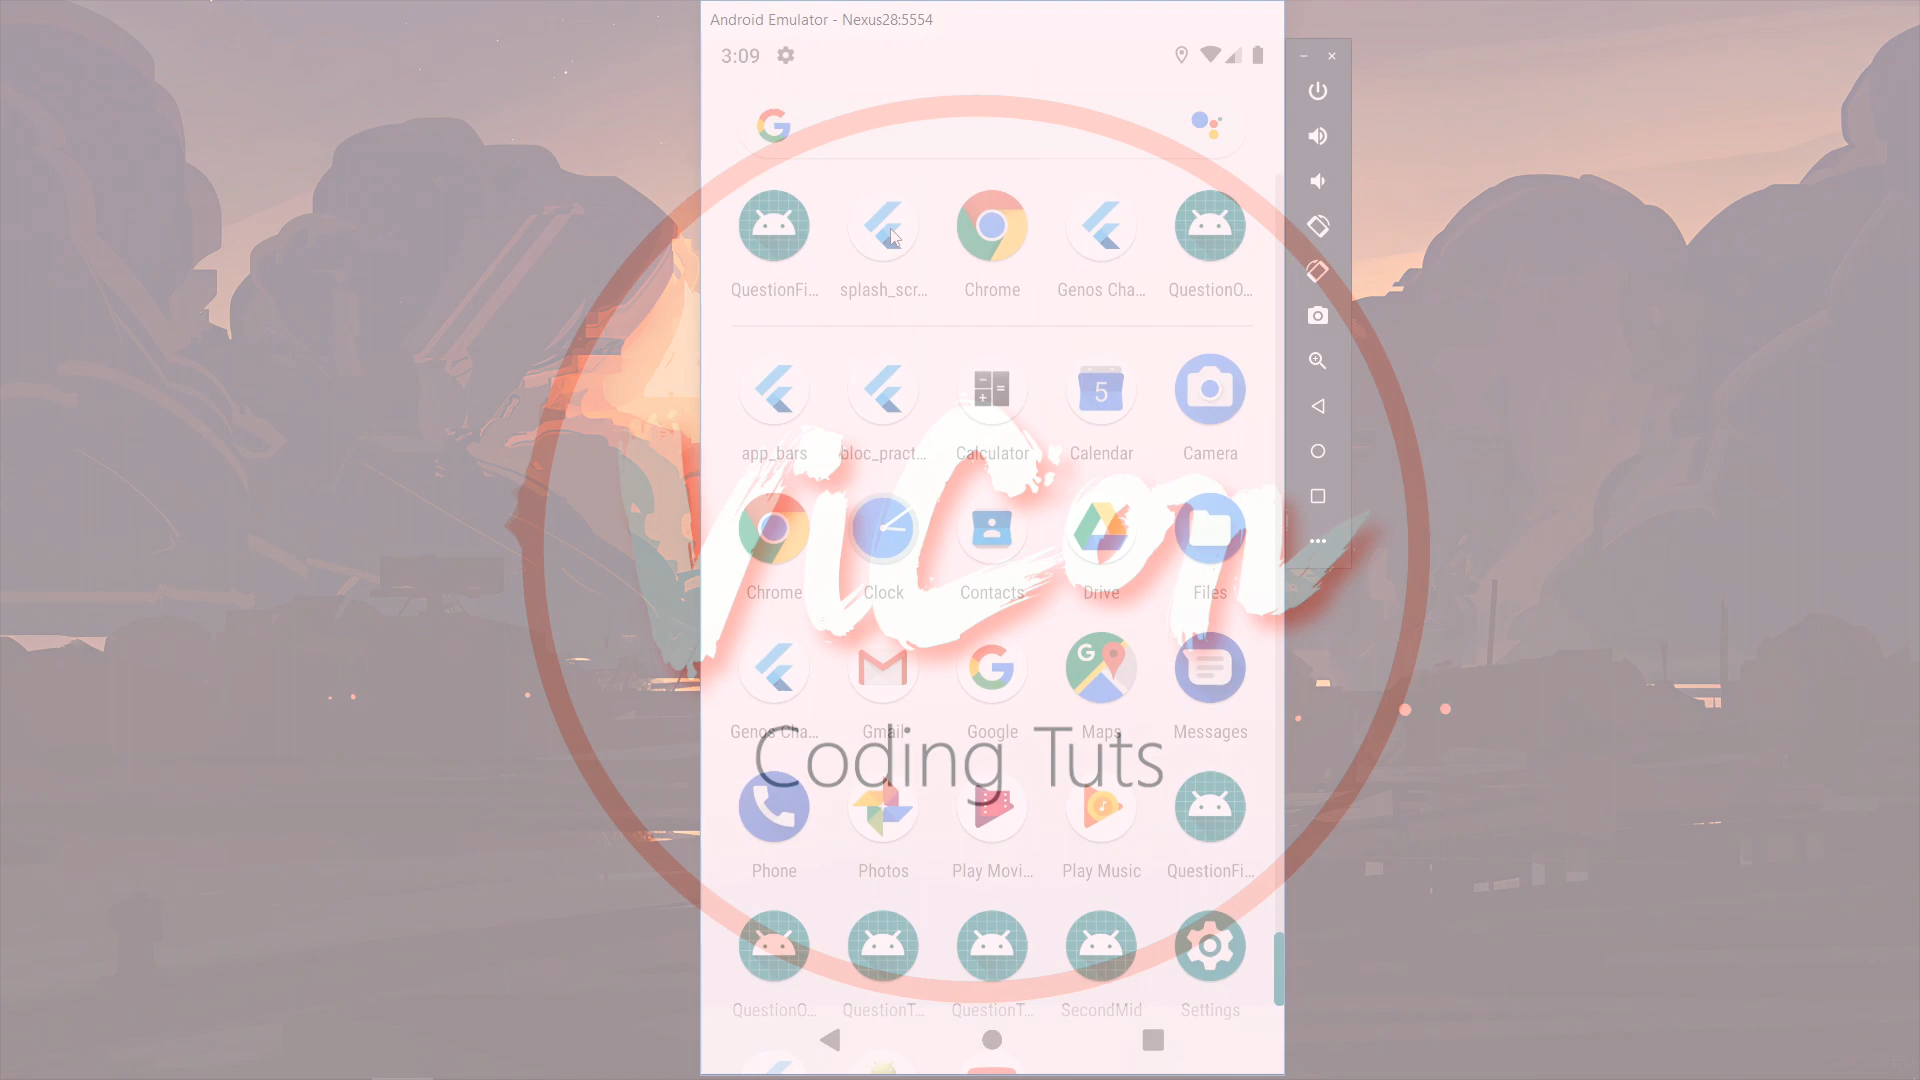 Android Emulator - Nexus28:5554
3:09
QuestionFi... splash_scr... Chrome Genos Cha... QuestionO...
app_bars bloc_pract... Calculator Calendar Camera
5
ViCon
Chrome Clock Contacts Drive Files
Genos Cha... Gmail Google Maps Messages
Coding Tuts
Phone Photos Play Movi... Play Music QuestionFi...
QuestionO... QuestionT... QuestionT... SecondMid Settings